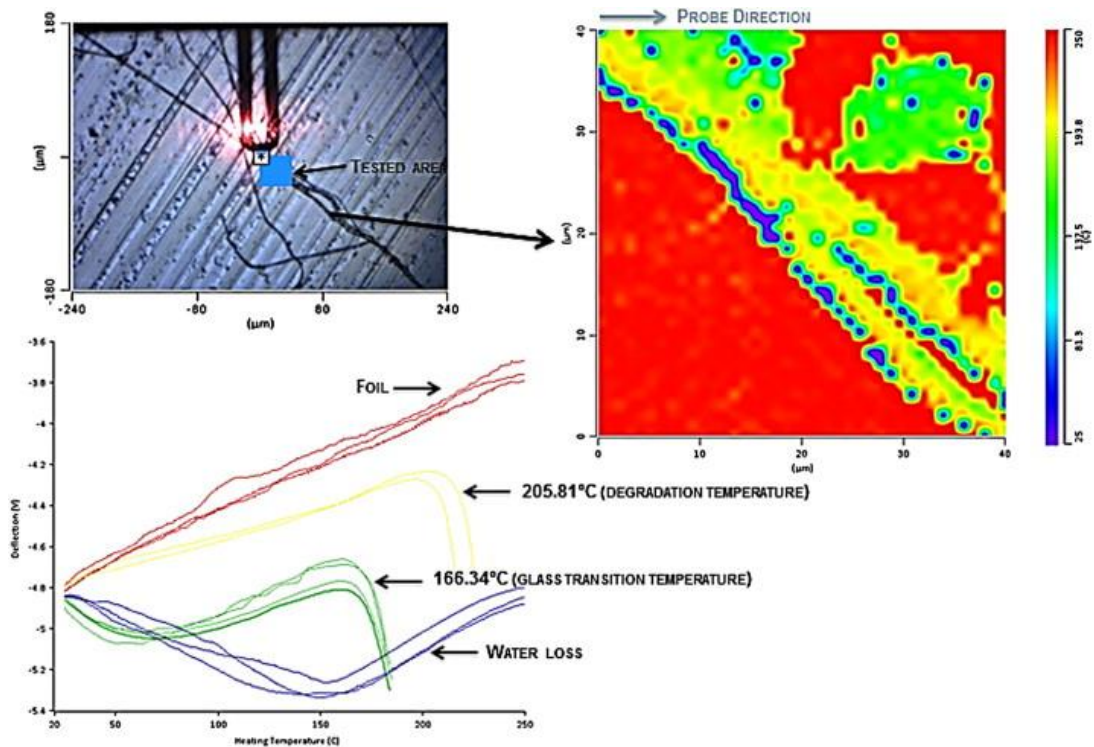 180
(µm)
-180
-240
-80
60
240
(µm)
TESTED AREA
PROBE DIRECTION
40
30
20
10
0
(µm)
0
10
20
30
40
(µm)
250
193.8
137.5
81.3
25
(C)
-3.6
-3.8
-4
-4.2
-4.4
-4.6
-4.8
-5
-5.2
-5.4
Deflection (V)
FOIL
205.81°C (DEGRADATION TEMPERATURE)
166.34°C (GLASS TRANSITION TEMPERATURE)
WATER LOSS
20
50
100
150
200
250
Heating Temperature (C)